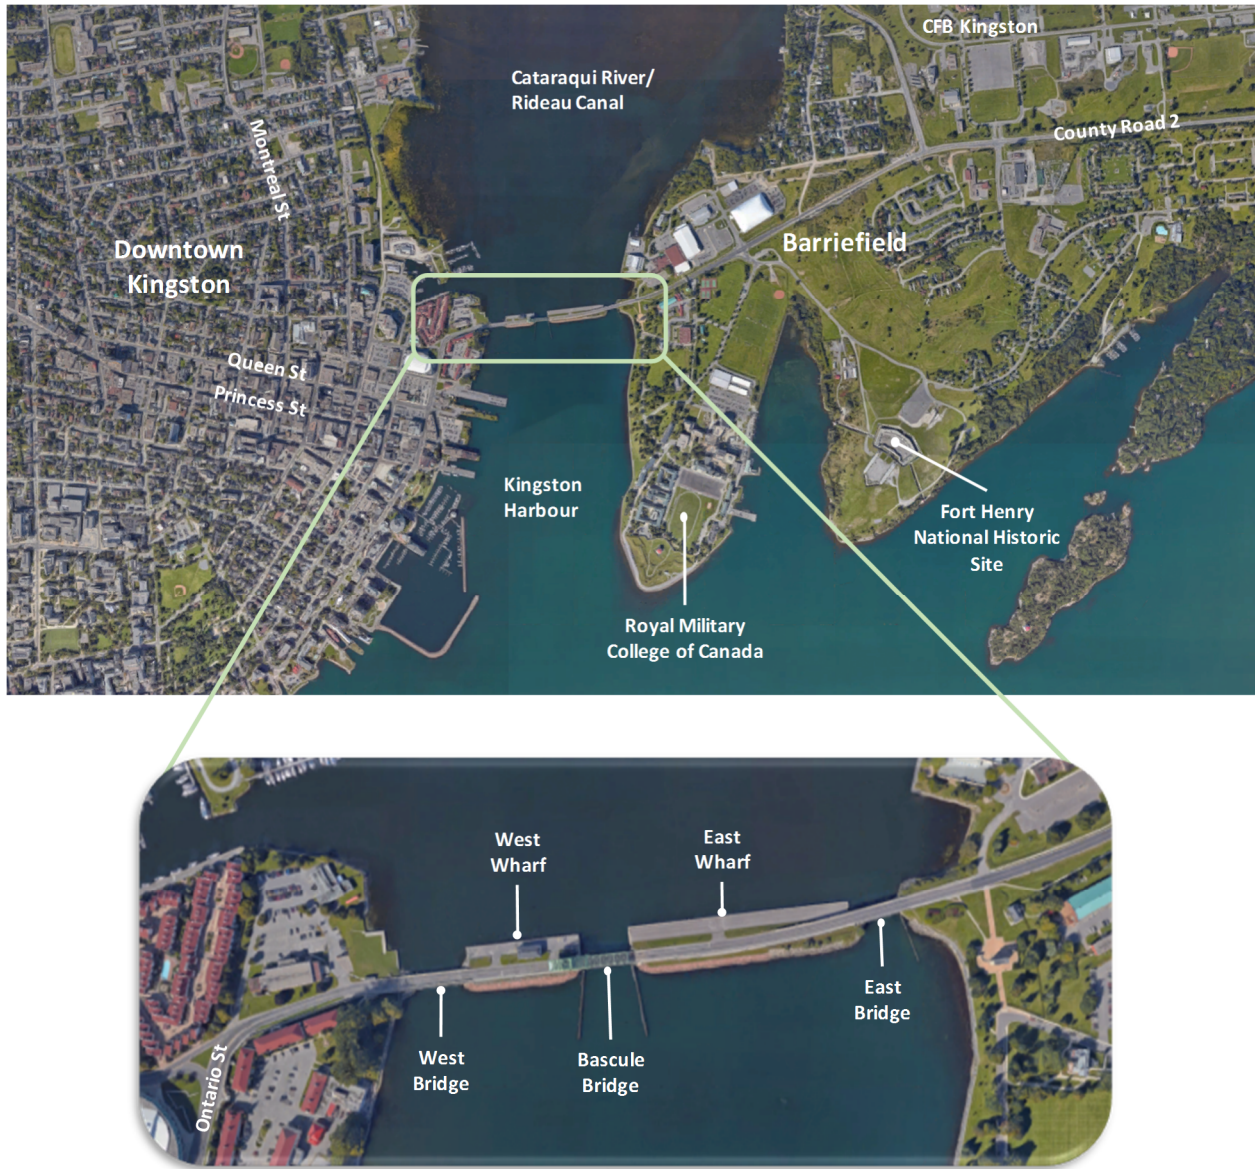 CFB Kingston
Cataraqui River/
Rideau Canal
County Road 2
Montreal St
Downtown
Kingston
Barriefield
Queen St
Princess St
Kingston
Harbour
Fort Henry
National Historic
Site
Royal Military
College of Canada
West
Wharf
East
Wharf
East
Bridge
West
Bridge
Bascule
Bridge
Ontario St